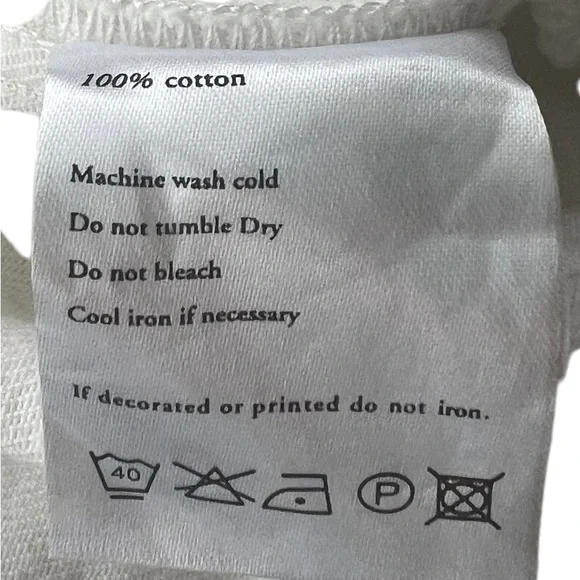 100% cotton
Machine wash cold
Do not tumble Dry
Do not bleach
Cool iron if necessary
If decorated or printed do not iron.
40 P